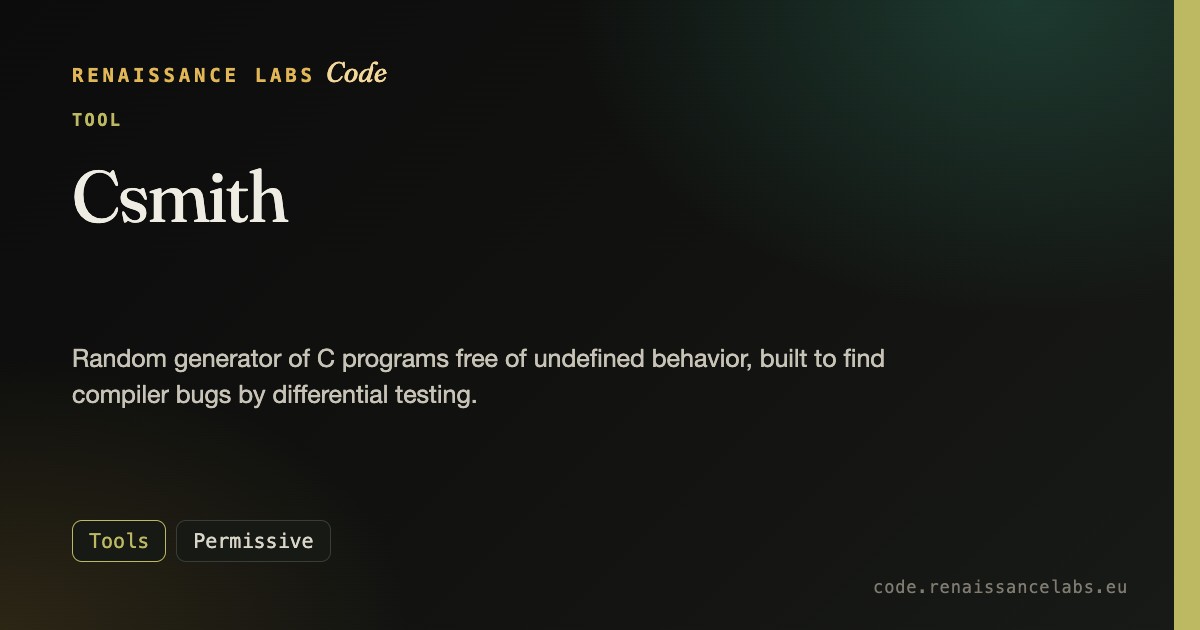 RENAISSANCE LABS Code
TOOL
Csmith
Random generator of C programs free of undefined behavior, built to find
compiler bugs by differential testing.
Tools Permissive
code.renaissancelabs.eu